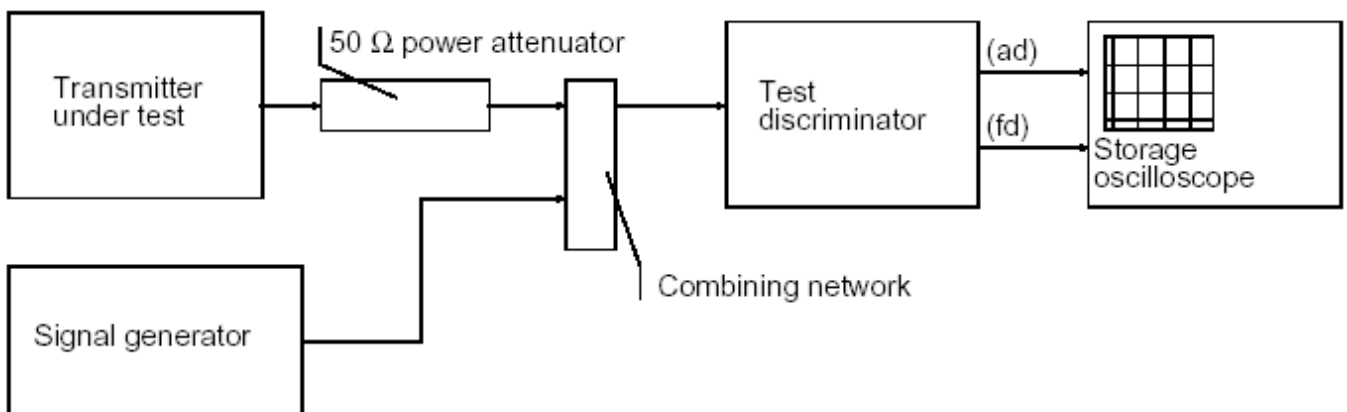 50 Ω power attenuator
Transmitter
under test
Test
discriminator
(ad)
(fd)
Storage
oscilloscope
Combining network
Signal generator